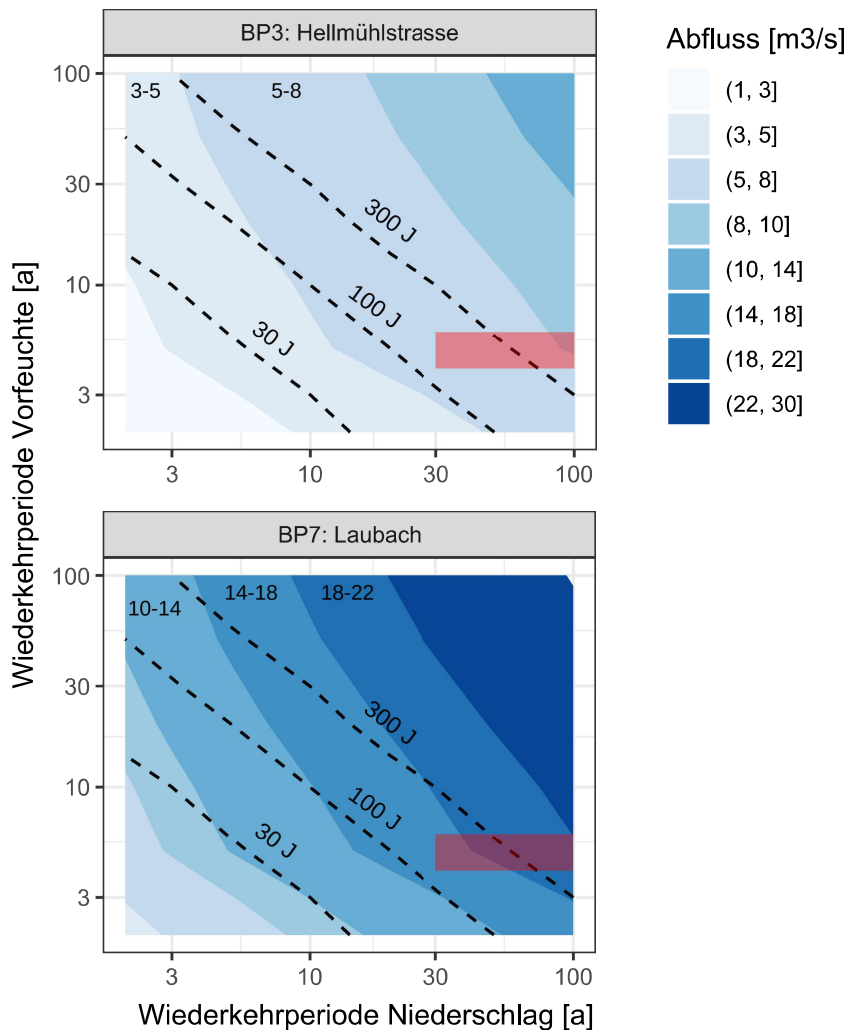 BP3: Hellmühlstrasse
Abfluss [m3/s]
(1, 3]
(3, 5]
(5, 8]
(8, 10]
(10, 14]
(14, 18]
(18, 22]
(22, 30]
Wiederkehrperiode Vorfeuchte [a]
100
30
10
3
3-5
5-8
300 J
100 J
30 J
3
10
30
100
BP7: Laubach
100
30
10
3
10-14
14-18
18-22
300 J
100 J
30 J
3
10
30
100
Wiederkehrperiode Niederschlag [a]